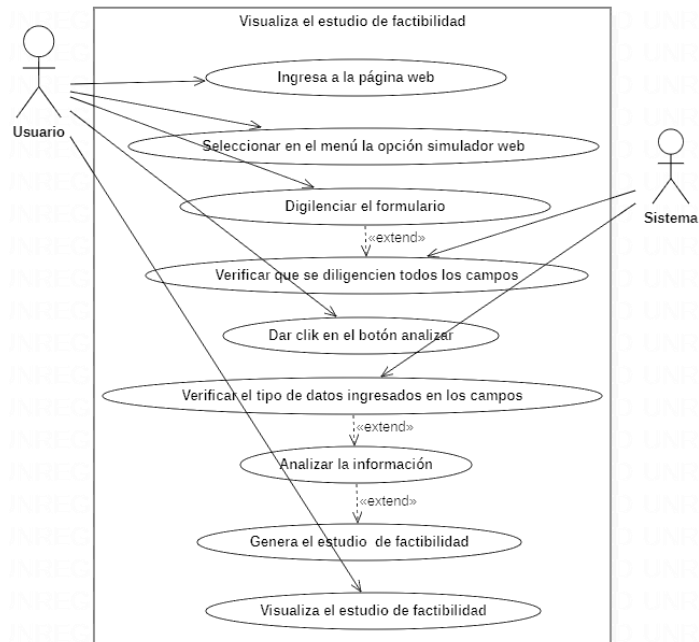 Visualiza el estudio de factibilidad
Ingresa a la página web
Usuario
Seleccionar en el menú la opción simulador web
Sistema
Digilenciar el formulario
«extend»
Verificar que se diligencien todos los campos
Dar clik en el botón analizar
Verificar el tipo de datos ingresados en los campos
«extend»
Analizar la información
«extend»
Genera el estudio de factibilidad
Visualiza el estudio de factibilidad